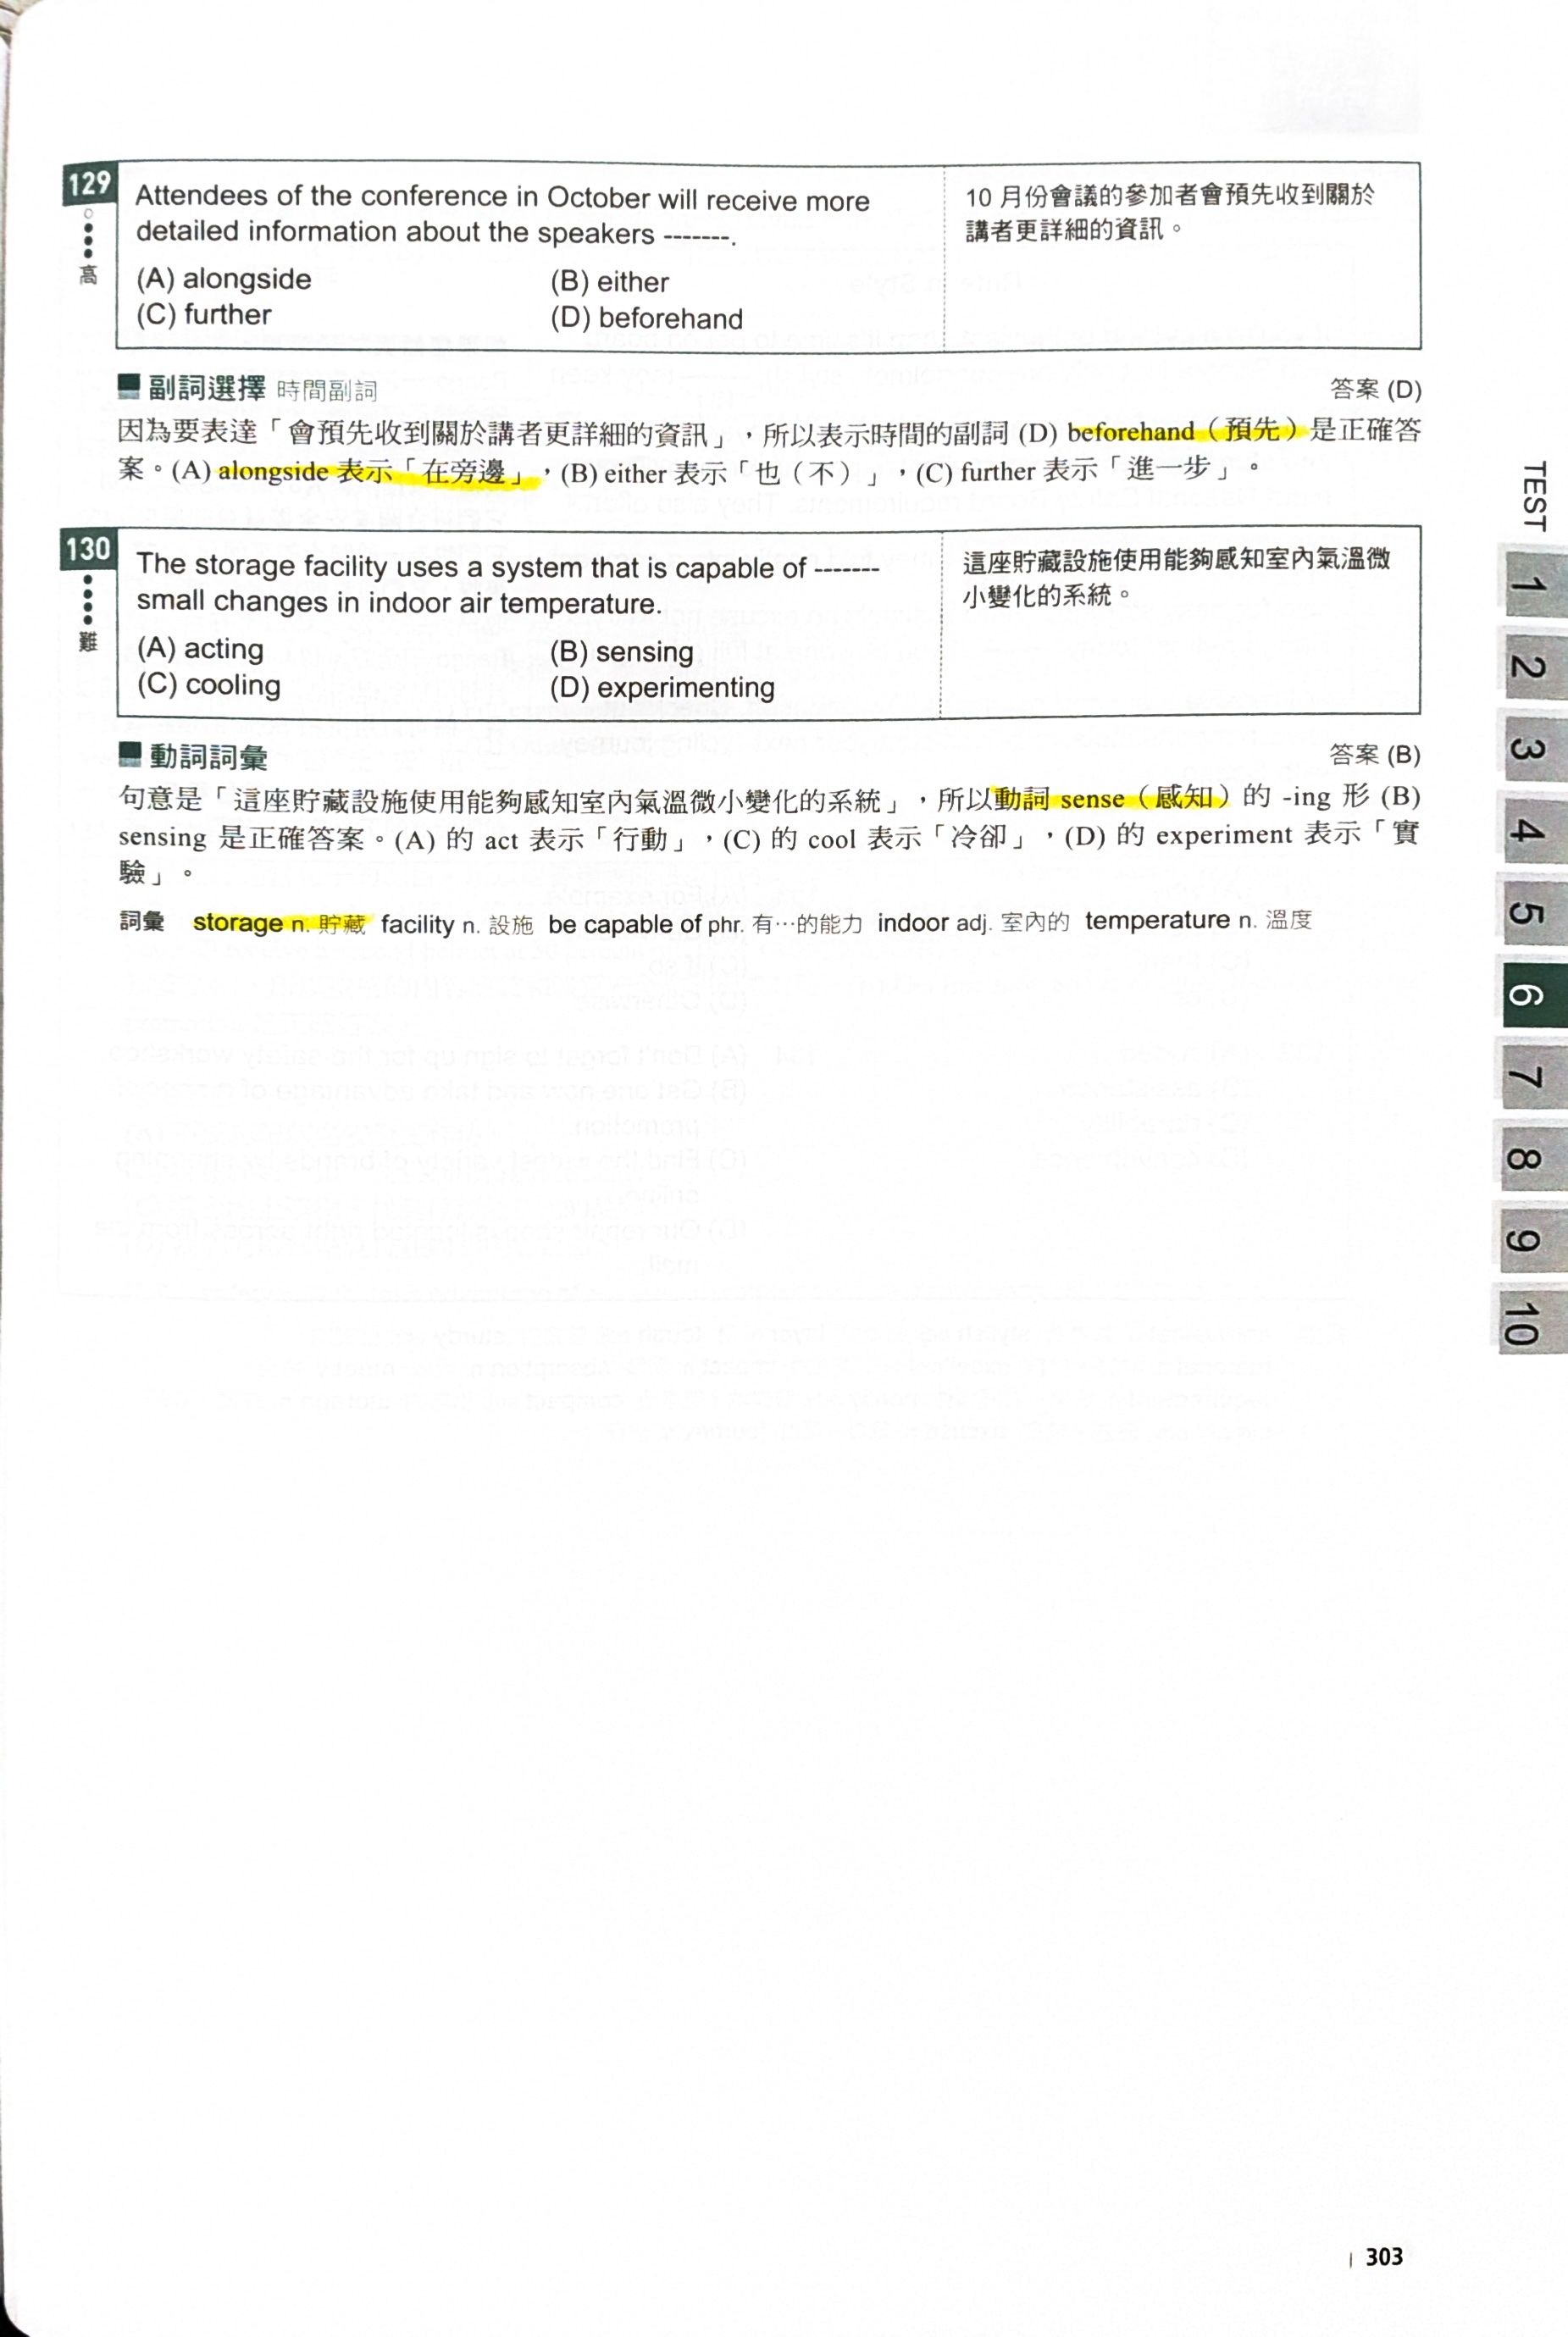 129
高
Attendees of the conference in October will receive more
detailed information about the speakers -------.
(A) alongside (B) either
(C) further (D) beforehand
10 月份會議的參加者會預先收到關於
講者更詳細的資訊。
副詞選擇 時間副詞 答案 (D)
因為要表達「會預先收到關於講者更詳細的資訊」，所以表示時間的副詞 (D) beforehand（預先）是正確答
案。(A) alongside 表示「在旁邊」，(B) either 表示「也（不）」，(C) further 表示「進一步」。
130
難
The storage facility uses a system that is capable of -------
small changes in indoor air temperature.
(A) acting (B) sensing
(C) cooling (D) experimenting
這座貯藏設施使用能夠感知室內氣溫微
小變化的系統。
動詞詞彙 答案 (B)
句意是「這座貯藏設施使用能夠感知室內氣溫微小變化的系統」，所以動詞 sense（感知）的 -ing 形 (B)
sensing 是正確答案。(A) 的 act 表示「行動」，(C) 的 cool 表示「冷卻」，(D) 的 experiment 表示「實
驗」。
詞彙 storage n. 貯藏 facility n. 設施 be capable of phr. 有…的能力 indoor adj. 室內的 temperature n. 溫度
TEST
1
2
3
4
5
6
7
8
9
10
303